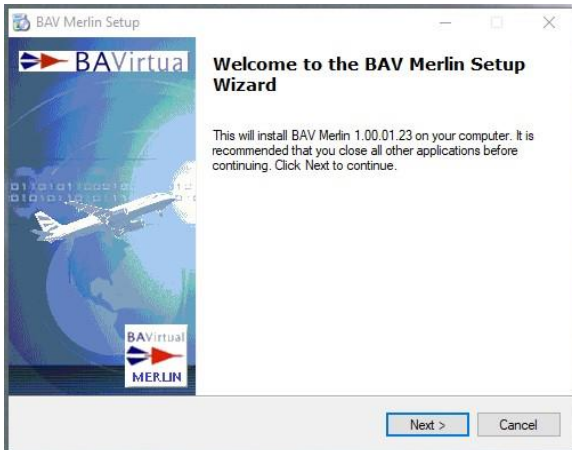 BAV Merlin Setup
BAVirtual
Welcome to the BAV Merlin Setup
Wizard
This will install BAV Merlin 1.00.01.23 on your computer. It is
recommended that you close all other applications before
continuing. Click Next to continue.
BAVirtual
MERLIN
Next >
Cancel